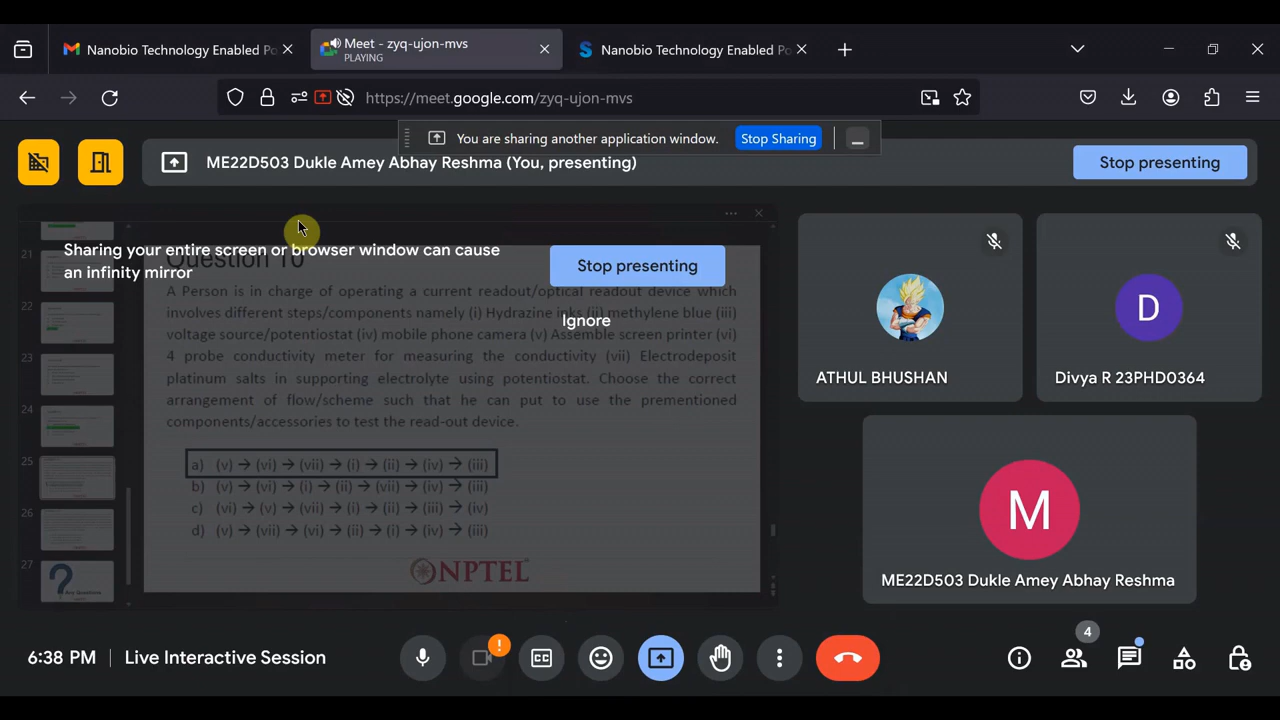 Nanobio Technology Enabled Po
Meet - zyq-ujon-mvs
PLAYING
Nanobio Technology Enabled Po
https://meet.google.com/zyq-ujon-mvs
You are sharing another application window.
Stop Sharing
ME22D503 Dukle Amey Abhay Reshma (You, presenting)
Stop presenting
Sharing your entire screen or browser window can cause
an infinity mirror
Stop presenting
Ignore
Question 10
A Person is in charge of operating a current readout/optical readout device which
involves different steps/components namely (i) Hydrazine inks (ii) methylene blue (iii)
voltage source/potentiostat (iv) mobile phone camera (v) Assemble screen printer (vi)
4 probe conductivity meter for measuring the conductivity (vii) Electrodeposit
platinum salts in supporting electrolyte using potentiostat. Choose the correct
arrangement of flow/scheme such that he can put to use the prementioned
components/accessories to test the read-out device.
a) (v) → (vi) → (vii) → (i) → (ii) → (iv) → (iii)
b) (v) → (vi) → (i) → (ii) → (vii) → (iv) → (iii)
c) (vi) → (v) → (vii) → (i) → (ii) → (iii) → (iv)
d) (v) → (vii) → (vi) → (ii) → (i) → (iv) → (iii)
NPTEL
21
22
23
24
25
26
27
? Any Questions
ATHUL BHUSHAN
D
Divya R 23PHD0364
M
ME22D503 Dukle Amey Abhay Reshma
6:38 PM
Live Interactive Session
!
4